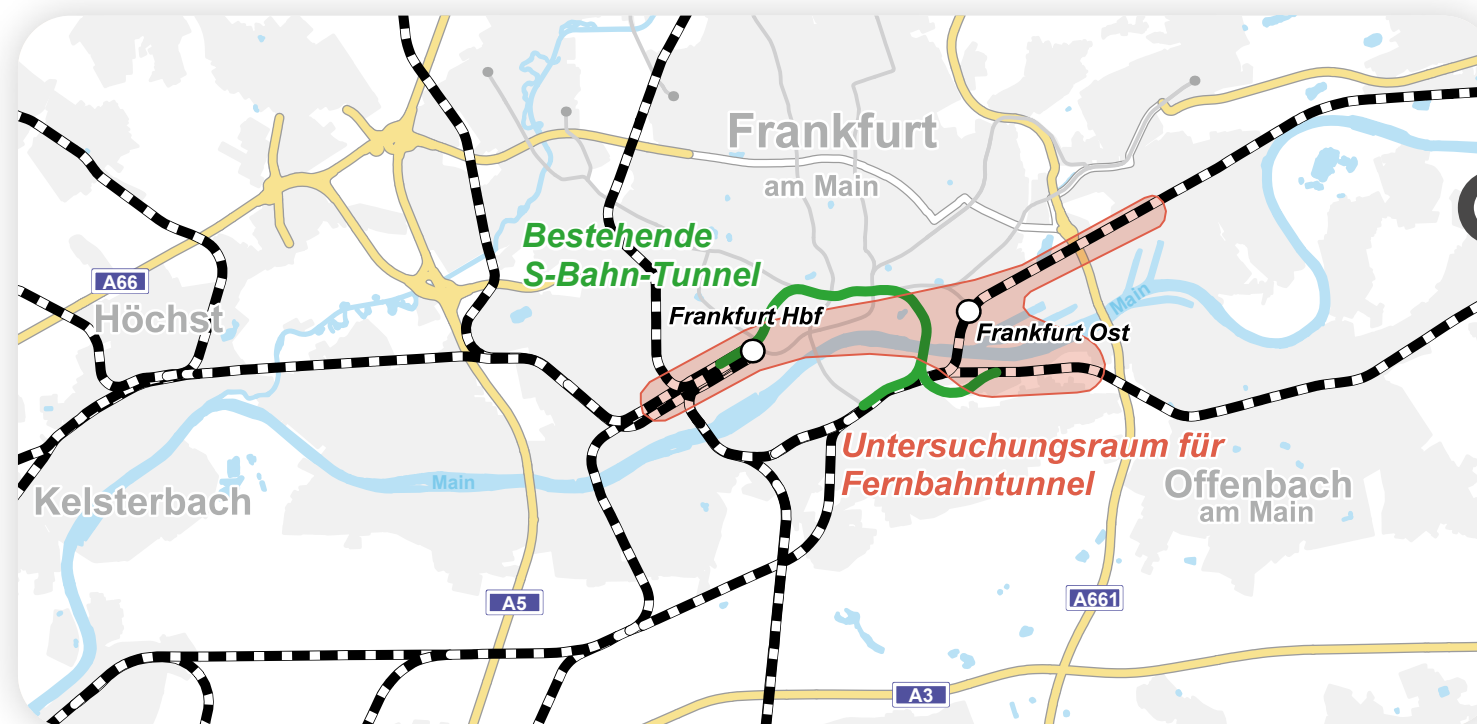 Frankfurt
am Main
Bestehende
S-Bahn-Tunnel
A66
Höchst
Frankfurt Hbf
Main
Frankfurt Ost
Untersuchungsraum für
Fernbahntunnel
Main
Kelsterbach
Offenbach
am Main
A5
A661
A3